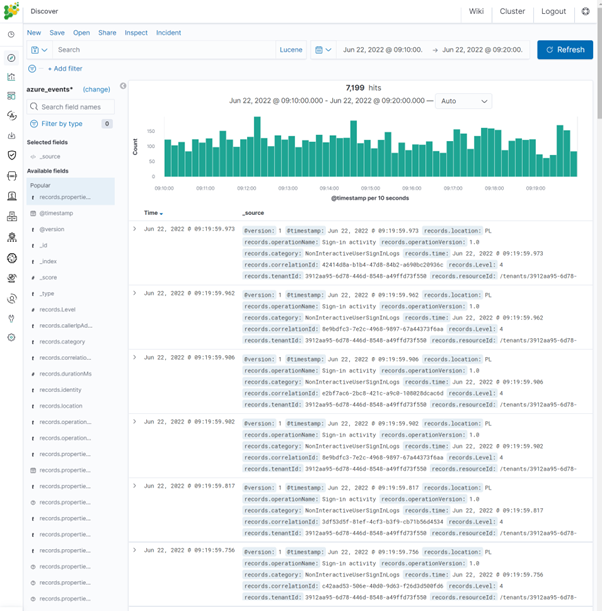 Discover
Wiki
Cluster
Logout
New Save Open Share Inspect Incident
Search
Lucene
Jun 22, 2022 @ 09:10:00. → Jun 22, 2022 @ 09:20:00.
Refresh
+ Add filter
azure_events* (change)
Search field names
Filter by type 0
Selected fields
_source
Available fields
Popular
records.propertie...
@timestamp
@version
_id
_index
_score
_type
records.Level
records.callerIpAd...
records.category
records.correlatio...
records.durationMs
records.identity
records.location
records.operation...
records.operation...
records.propertie...
records.propertie...
records.propertie...
records.propertie...
records.propertie...
records.propertie...
records.propertie...
records.propertie...
records.propertie...
7,199 hits
Jun 22, 2022 @ 09:10:00.000 - Jun 22, 2022 @ 09:20:00.000 — Auto
Count
150
100
50
0
09:10:00 09:11:00 09:12:00 09:13:00 09:14:00 09:15:00 09:16:00 09:17:00 09:18:00 09:19:00
@timestamp per 10 seconds
Time _source
Jun 22, 2022 @ 09:19:59.973 @version: 1 @timestamp: Jun 22, 2022 @ 09:19:59.973 records.location: PL
records.operationName: Sign-in activity records.operationVersion: 1.0
records.category: NonInteractiveUserSignInLogs records.time: Jun 22, 2022 @ 09:19:59.973
records.correlationId: records.Level: 4
records.tenantId: 3912aa95-6d78-446d-8548-a49ffd73f550 records.resourceId: /tenants/3912aa95-6d78-
Jun 22, 2022 @ 09:19:59.962 @version: 1 @timestamp: Jun 22, 2022 @ 09:19:59.962 records.location: PL
records.operationName: Sign-in activity records.operationVersion: 1.0
records.category: NonInteractiveUserSignInLogs records.time: Jun 22, 2022 @ 09:19:59.962
records.correlationId: 8e9bdfc3-7e2c-4968-9897-67a44373f6aa records.Level: 4
records.tenantId: 3912aa95-6d78-446d-8548-a49ffd73f550 records.resourceId: /tenants/3912aa95-6d78-
Jun 22, 2022 @ 09:19:59.906 @version: 1 @timestamp: Jun 22, 2022 @ 09:19:59.906 records.location: PL
records.operationName: Sign-in activity records.operationVersion: 1.0
records.category: NonInteractiveUserSignInLogs records.time: Jun 22, 2022 @ 09:19:59.906
records.correlationId: e2bf7ac6-2bc8-421c-a9c0-108028dcac6d records.Level: 4
records.tenantId: 3912aa95-6d78-446d-8548-a49ffd73f550 records.resourceId: /tenants/3912aa95-6d78-
Jun 22, 2022 @ 09:19:59.902 @version: 1 @timestamp: Jun 22, 2022 @ 09:19:59.902 records.location: PL
records.operationName: Sign-in activity records.operationVersion: 1.0
records.category: NonInteractiveUserSignInLogs records.time: Jun 22, 2022 @ 09:19:59.902
records.correlationId: 8e9bdfc3-7e2c-4968-9897-67a44373f6aa records.Level: 4
records.tenantId: 3912aa95-6d78-446d-8548-a49ffd73f550 records.resourceId: /tenants/3912aa95-6d78-
Jun 22, 2022 @ 09:19:59.817 @version: 1 @timestamp: Jun 22, 2022 @ 09:19:59.817 records.location: PL
records.operationName: Sign-in activity records.operationVersion: 1.0
records.category: NonInteractiveUserSignInLogs records.time: Jun 22, 2022 @ 09:19:59.817
records.correlationId: 3df53d5f-81ef-4cf3-b3f9-cb71b56d4534 records.Level: 4
records.tenantId: 3912aa95-6d78-446d-8548-a49ffd73f550 records.resourceId: /tenants/3912aa95-6d78-
Jun 22, 2022 @ 09:19:59.756 @version: 1 @timestamp: Jun 22, 2022 @ 09:19:59.756 records.location: PL
records.operationName: Sign-in activity records.operationVersion: 1.0
records.category: NonInteractiveUserSignInLogs records.time: Jun 22, 2022 @ 09:19:59.756
records.correlationId: c42aad53-506e-40d0-9d63-f26d3d500fd6 records.Level: 4
records.tenantId: 3912aa95-6d78-446d-8548-a49ffd73f550 records.resourceId: /tenants/3912aa95-6d78-